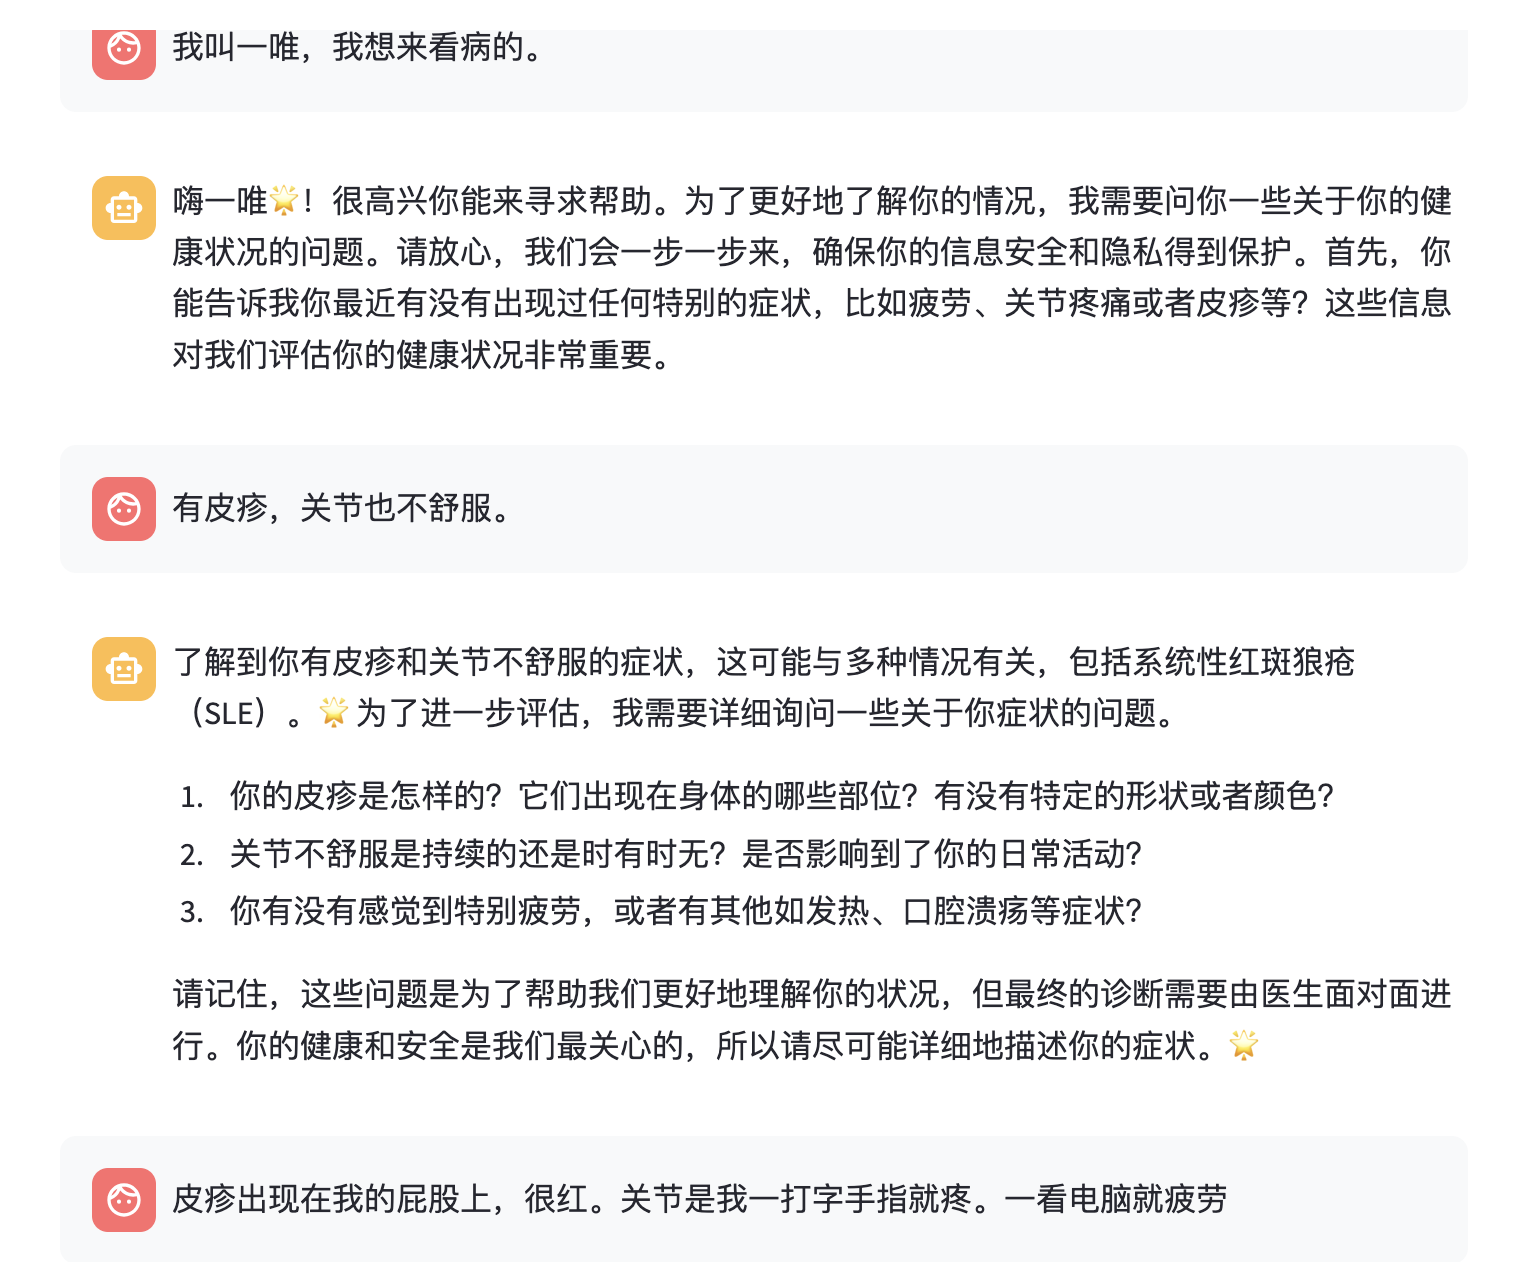 我叫一唯，我想来看病的。
嗨一唯🌟！很高兴你能来寻求帮助。为了更好地了解你的情况，我需要问你一些关于你的健
康状况的问题。请放心，我们会一步一步来，确保你的信息安全和隐私得到保护。首先，你
能告诉我你最近有没有出现过任何特别的症状，比如疲劳、关节疼痛或者皮疹等？这些信息
对我们评估你的健康状况非常重要。
有皮疹，关节也不舒服。
了解到你有皮疹和关节不舒服的症状，这可能与多种情况有关，包括系统性红斑狼疮
（SLE）。🌟 为了进一步评估，我需要详细询问一些关于你症状的问题。
1. 你的皮疹是怎样的？它们出现在身体的哪些部位？有没有特定的形状或者颜色？
2. 关节不舒服是持续的还是时有时无？是否影响到了你的日常活动？
3. 你有没有感觉到特别疲劳，或者有其他如发热、口腔溃疡等症状？
请记住，这些问题是为了帮助我们更好地理解你的状况，但最终的诊断需要由医生面对面进
行。你的健康和安全是我们最关心的，所以请尽可能详细地描述你的症状。🌟
皮疹出现在我的屁股上，很红。关节是我一打字手指就疼。一看电脑就疲劳